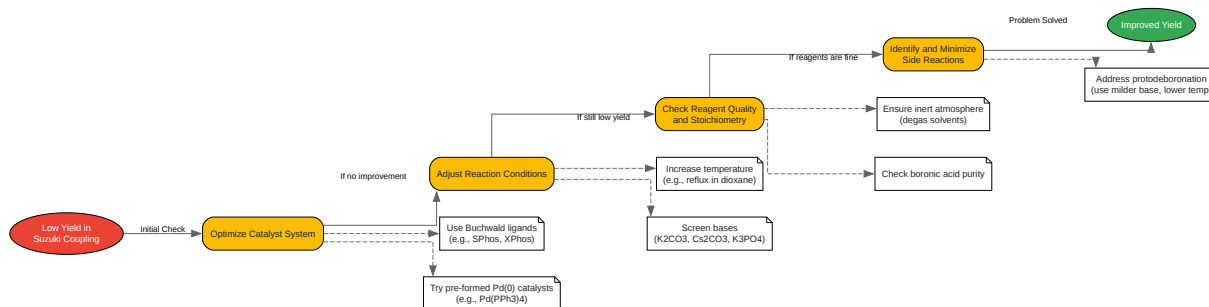 Problem Solved
Improved Yield
If reagents are fine
Identify and Minimize
Side Reactions
Address protodeboronation
(use milder base, lower temp
If still low yield
Check Reagent Quality
and Stoichiometry
Ensure inert atmosphere
(degas solvents)
Check boronic acid purity
If no improvement
Adjust Reaction Conditions
Increase temperature
(e.g., reflux in dioxane)
Screen bases
(K2CO3, Cs2CO3, K3PO4)
Low Yield in
Suzuki Coupling
Initial Check
Optimize Catalyst System
Use Buchwald ligands
(e.g., SPhos, XPhos)
Try pre-formed Pd(0) catalysts
(e.g., Pd(PPh3)4)